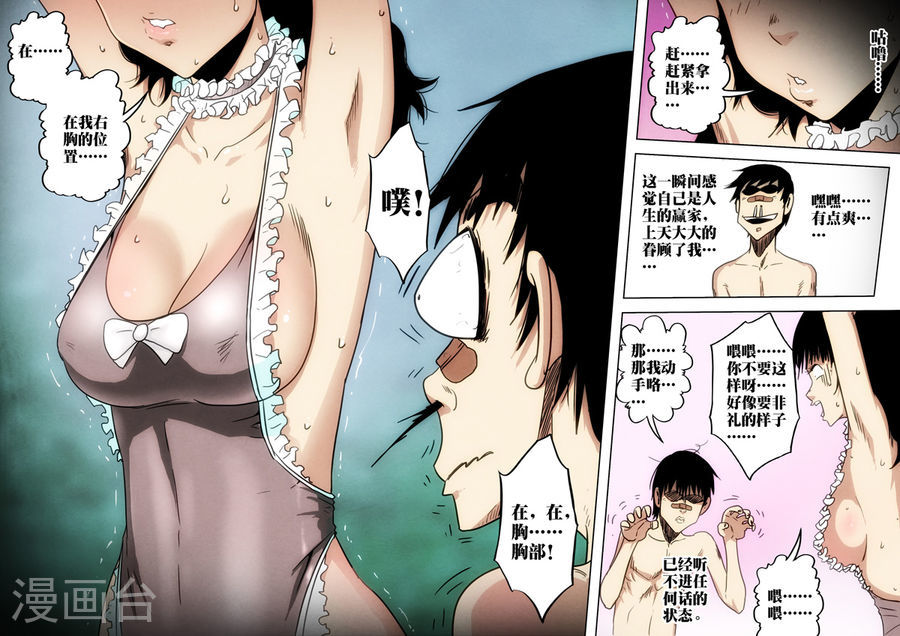 在……
在我右
胸的位
置……
噗！
在，在，
胸……
胸部！
咕噜……
赶……
赶紧拿
出来……
……
这一瞬间感
觉自己是人
生的赢家，
上天大大的
眷顾了我……
嘿嘿……
有点爽……
……
那……
那我动
手咯……
喂喂……
你不要这
样呀……
好像要非
礼的样子
……
已经听
不进任
何话的
状态。
喂……
喂……
漫画台